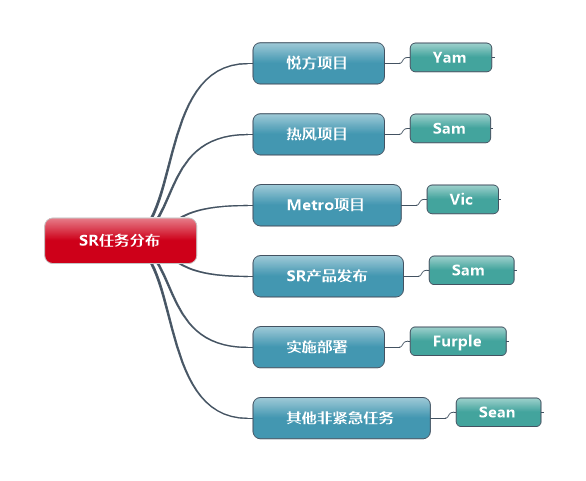 SR任务分布
悦方项目
Yam
热风项目
Sam
Metro项目
Vic
SR产品发布
Sam
实施部署
Furple
其他非紧急任务
Sean